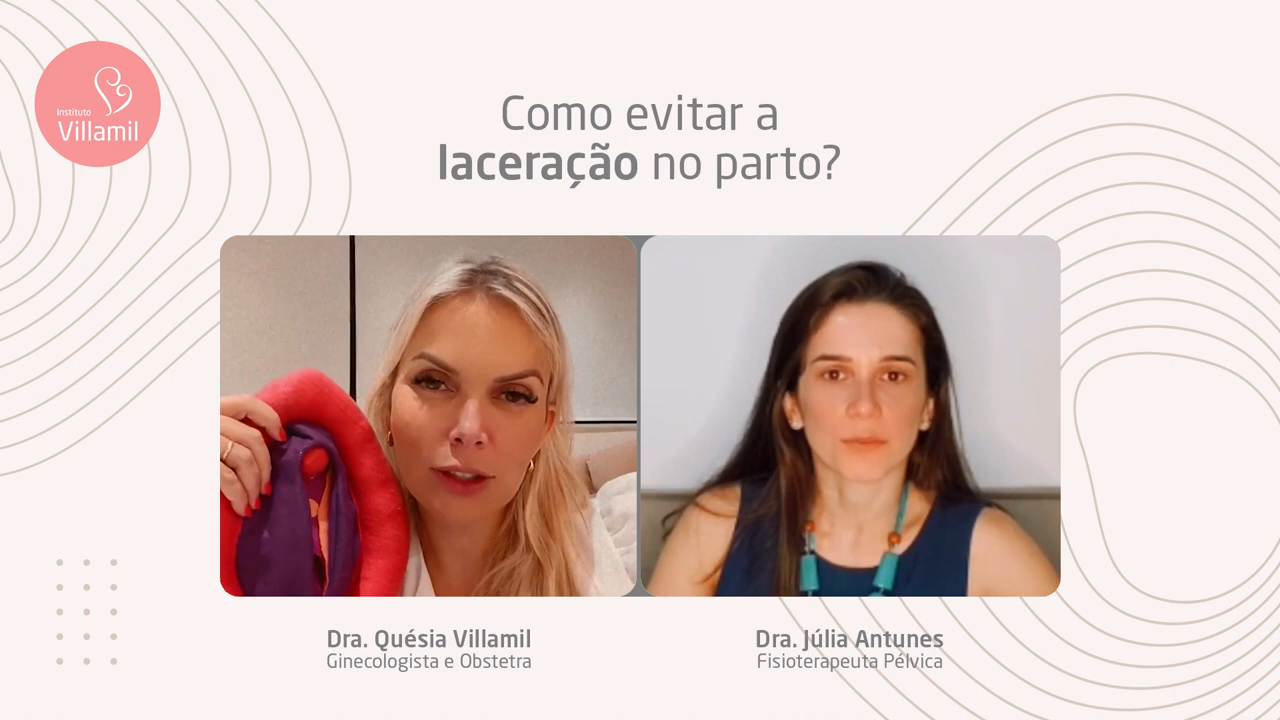 Instituto
Villamil
Como evitar a
laceração no parto?
Dra. Quésia Villamil
Ginecologista e Obstetra
Dra. Júlia Antunes
Fisioterapeuta Pélvica